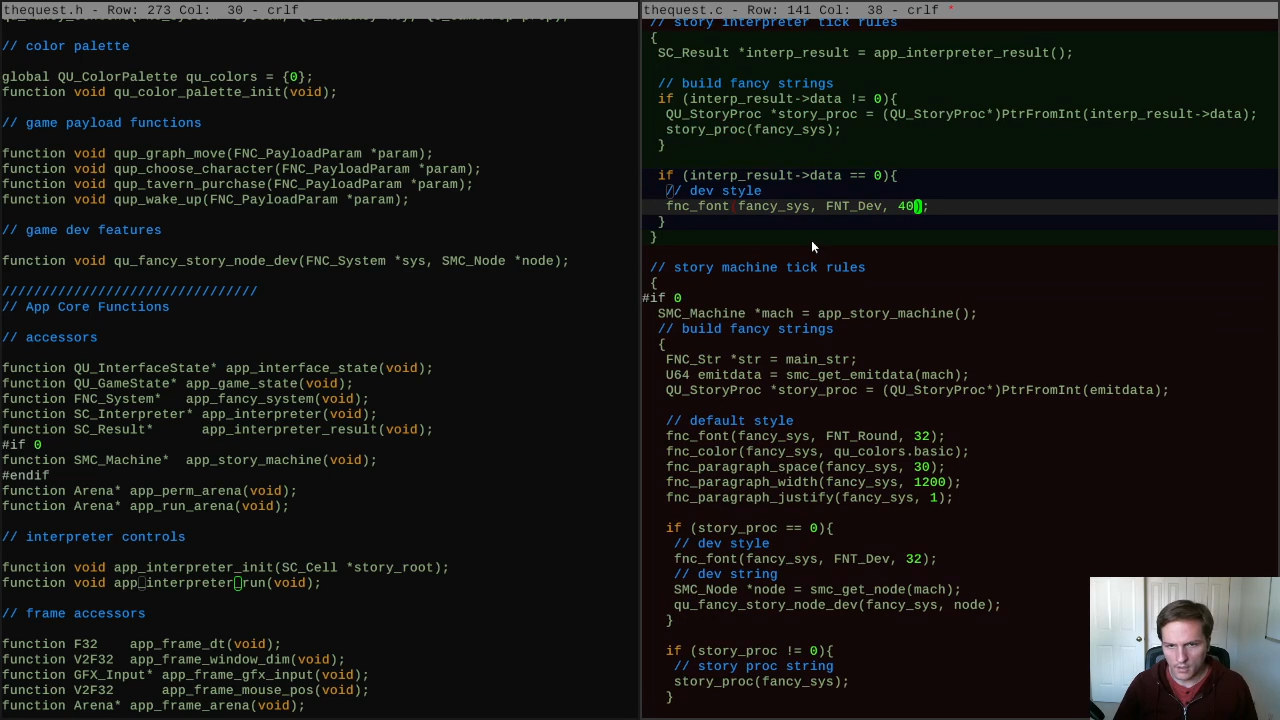 thequest.h - Row: 273 Col:  30 - crlf
// color palette
global QU_ColorPalette qu_colors = {0};
function void qu_color_palette_init(void);
// game payload functions
function void qup_graph_move(FNC_PayloadParam *param);
function void qup_choose_character(FNC_PayloadParam *param);
function void qup_tavern_purchase(FNC_PayloadParam *param);
function void qup_wake_up(FNC_PayloadParam *param);
// game dev features
function void qu_fancy_story_node_dev(FNC_System *sys, SMC_Node *node);
////////////////////////////////
// App Core Functions
// accessors
function QU_InterfaceState* app_interface_state(void);
function QU_GameState* app_game_state(void);
function FNC_System*   app_fancy_system(void);
function SC_Interpreter* app_interpreter(void);
function SC_Result*      app_interpreter_result(void);
#if 0
function SMC_Machine*  app_story_machine(void);
#endif
function Arena* app_perm_arena(void);
function Arena* app_run_arena(void);
// interpreter controls
function void app_interpreter_init(SC_Cell *story_root);
function void app_interpreter_run(void);
// frame accessors
function F32    app_frame_dt(void);
function V2F32  app_frame_window_dim(void);
function GFX_Input* app_frame_gfx_input(void);
function V2F32      app_frame_mouse_pos(void);
function Arena* app_frame_arena(void);
thequest.c - Row: 141 Col:  38 - crlf *
// story interpreter tick rules
{
SC_Result *interp_result = app_interpreter_result();
// build fancy strings
if (interp_result->data != 0){
QU_StoryProc *story_proc = (QU_StoryProc*)PtrFromInt(interp_result->data);
story_proc(fancy_sys);
}
if (interp_result->data == 0){
// dev style
fnc_font(fancy_sys, FNT_Dev, 40);
}
}
// story machine tick rules
{
#if 0
SMC_Machine *mach = app_story_machine();
// build fancy strings
{
FNC_Str *str = main_str;
U64 emitdata = smc_get_emitdata(mach);
QU_StoryProc *story_proc = (QU_StoryProc*)PtrFromInt(emitdata);
// default style
fnc_font(fancy_sys, FNT_Round, 32);
fnc_color(fancy_sys, qu_colors.basic);
fnc_paragraph_space(fancy_sys, 30);
fnc_paragraph_width(fancy_sys, 1200);
fnc_paragraph_justify(fancy_sys, 1);
if (story_proc == 0){
// dev style
fnc_font(fancy_sys, FNT_Dev, 32);
// dev string
SMC_Node *node = smc_get_node(mach);
qu_fancy_story_node_dev(fancy_sys, node);
}
if (story_proc != 0){
// story proc string
story_proc(fancy_sys);
}